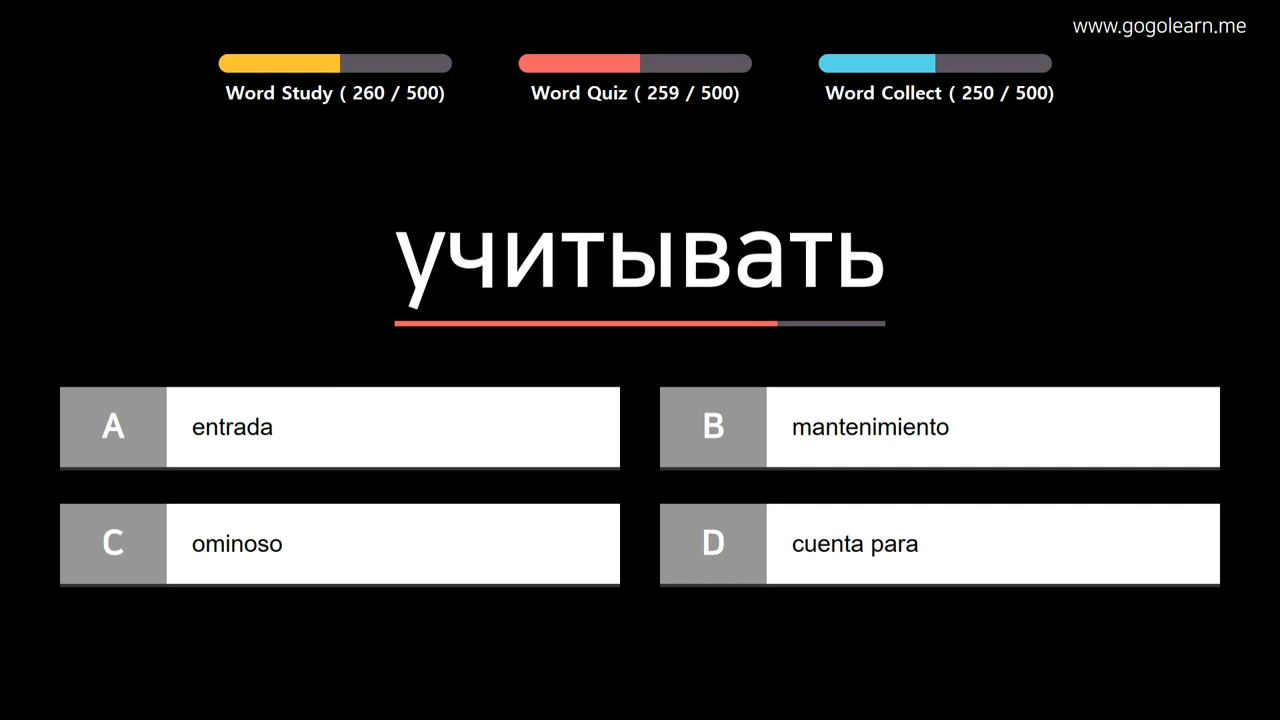 www.gogolearn.me
Word Study ( 260 / 500)
Word Quiz ( 259 / 500)
Word Collect ( 250 / 500)
учитывать
A entrada
B mantenimiento
C ominoso
D cuenta para